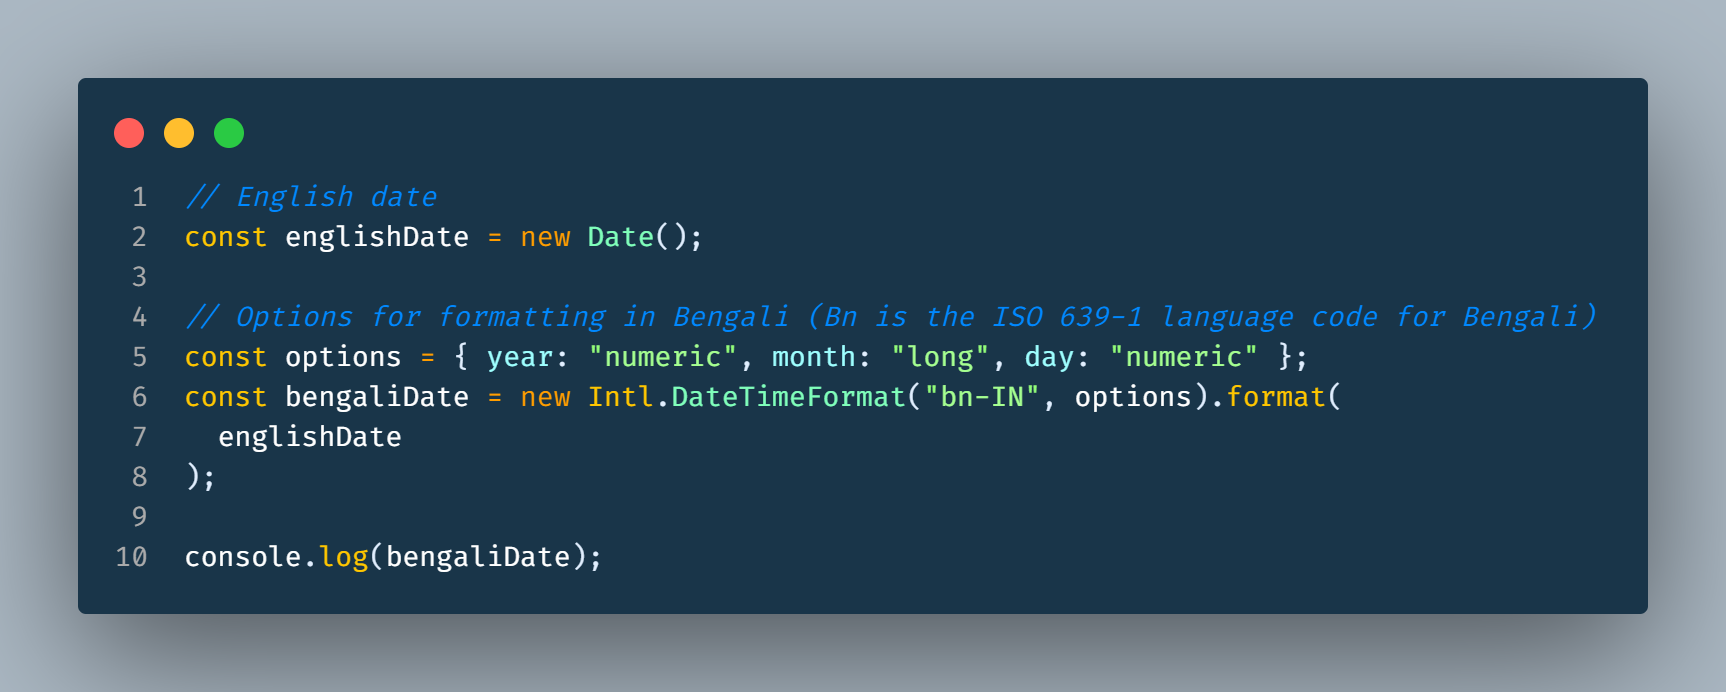 1 // English date
2 const englishDate = new Date();
3
4 // Options for formatting in Bengali (Bn is the ISO 639-1 language code for Bengali)
5 const options = { year: "numeric", month: "long", day: "numeric" };
6 const bengaliDate = new Intl.DateTimeFormat("bn-IN", options).format(
7   englishDate
8 );
9
10 console.log(bengaliDate);